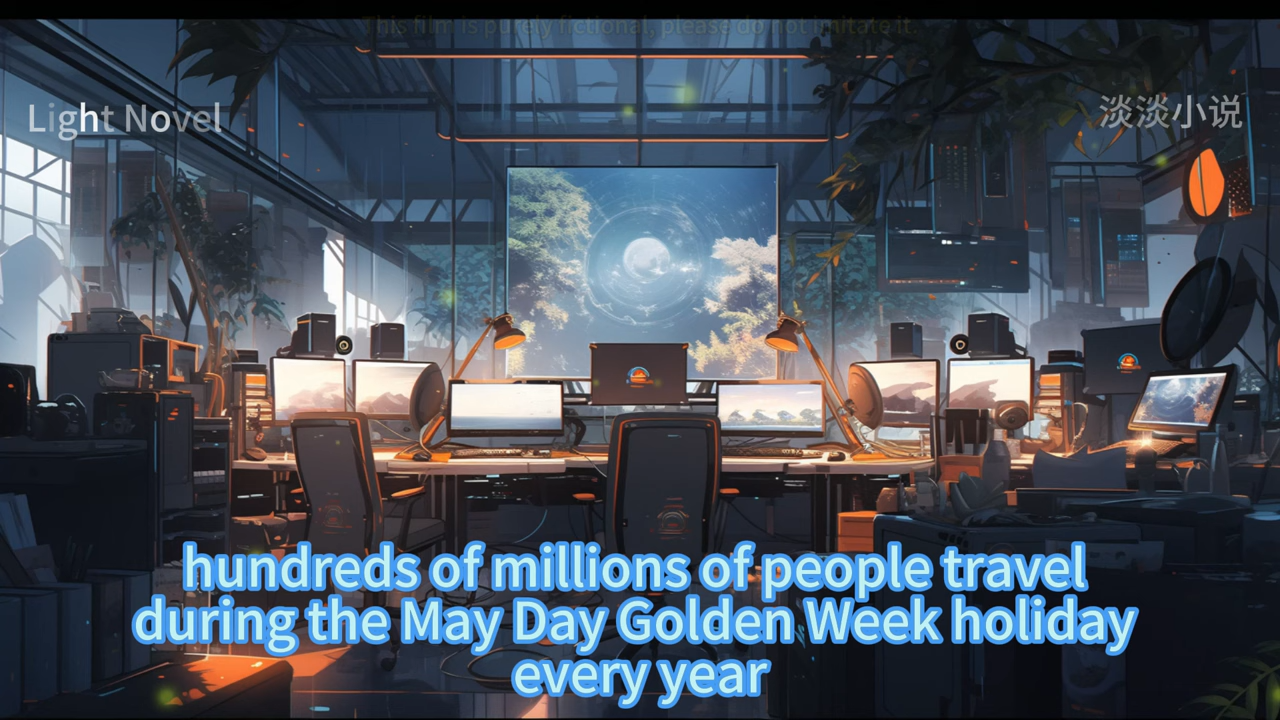 This film is purely fictional, please do not imitate it.
Light Novel
淡淡小说
hundreds of millions of people travel
during the May Day Golden Week holiday
every year